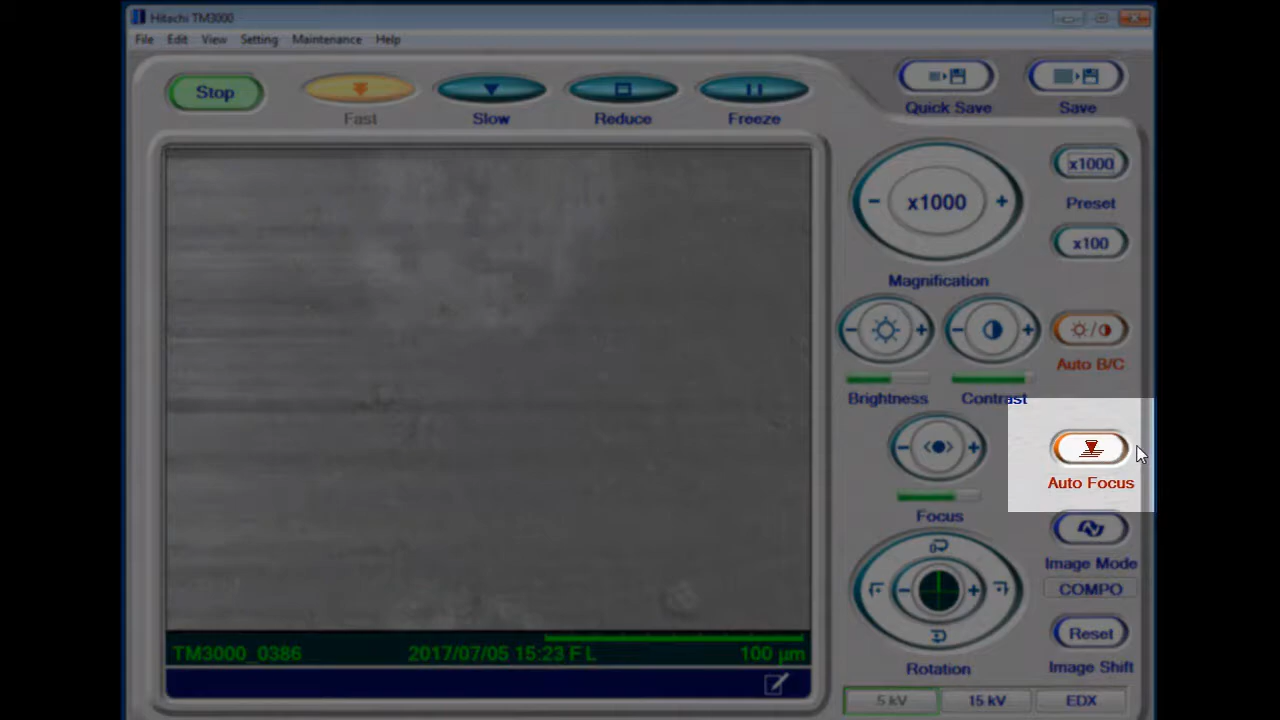 Hitachi TM3000
File Edit View Setting Maintenance Help
Stop
Fast Slow Reduce Freeze
Quick Save Save
x1000
x1000
Preset
x100
Magnification
Auto B/C
Brightness Contrast
Auto Focus
Focus
Image Mode
COMPO
Reset
Image Shift
Rotation
TM3000_0386 2017/07/05 15:23 F L 100 µm
5 kV 15 kV EDX